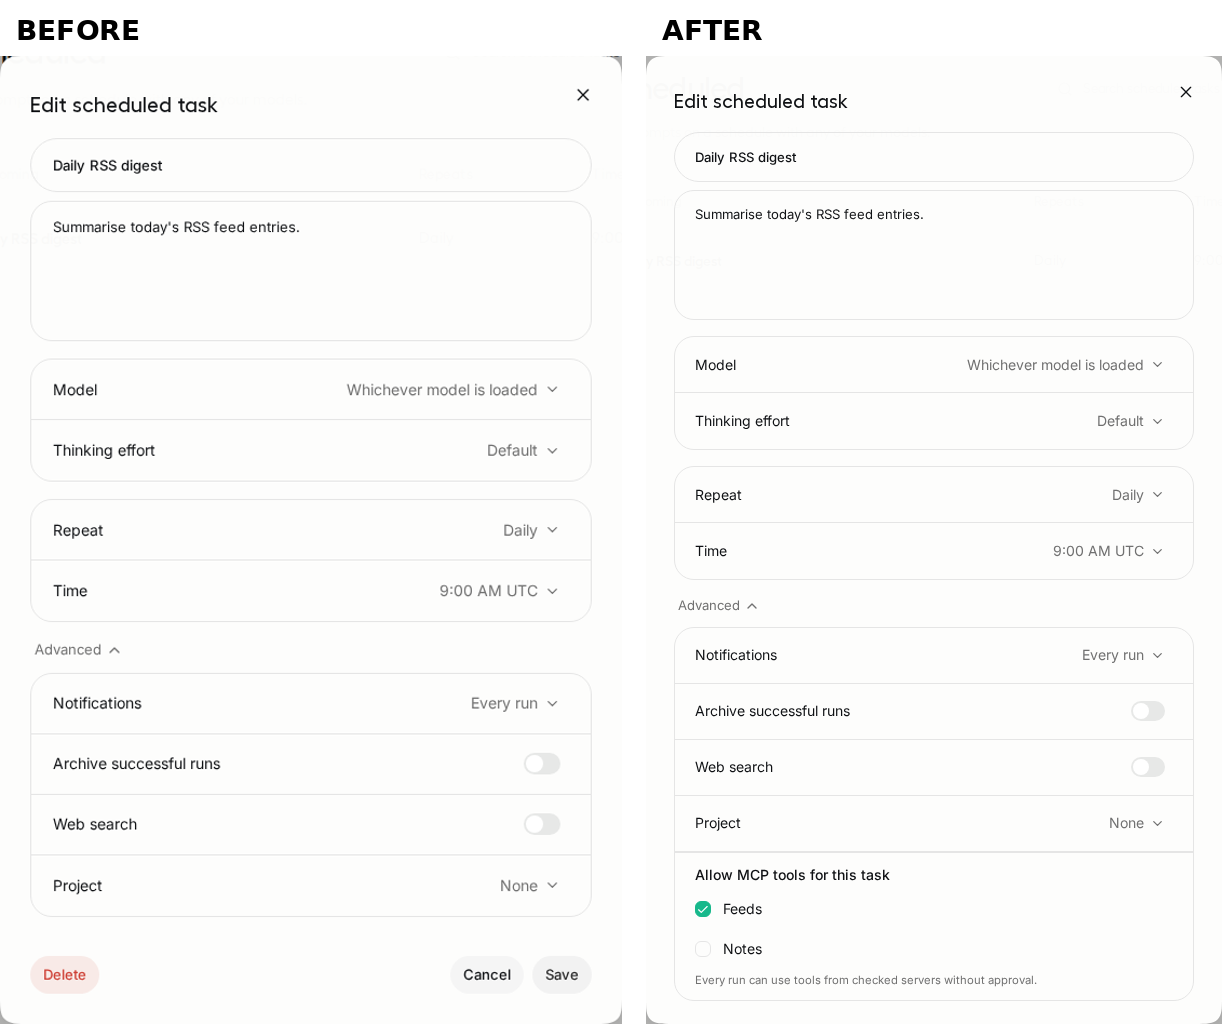 BEFORE
Edit scheduled task
Daily RSS digest
Summarise today's RSS feed entries.
Model
Whichever model is loaded
Thinking effort
Default
Repeat
Daily
Time
9:00 AM UTC
Advanced
Notifications
Every run
Archive successful runs
Web search
Project
None
Delete
Cancel
Save
AFTER
Edit scheduled task
Daily RSS digest
Summarise today's RSS feed entries.
Model
Whichever model is loaded
Thinking effort
Default
Repeat
Daily
Time
9:00 AM UTC
Advanced
Notifications
Every run
Archive successful runs
Web search
Project
None
Allow MCP tools for this task
Feeds
Notes
Every run can use tools from checked servers without approval.